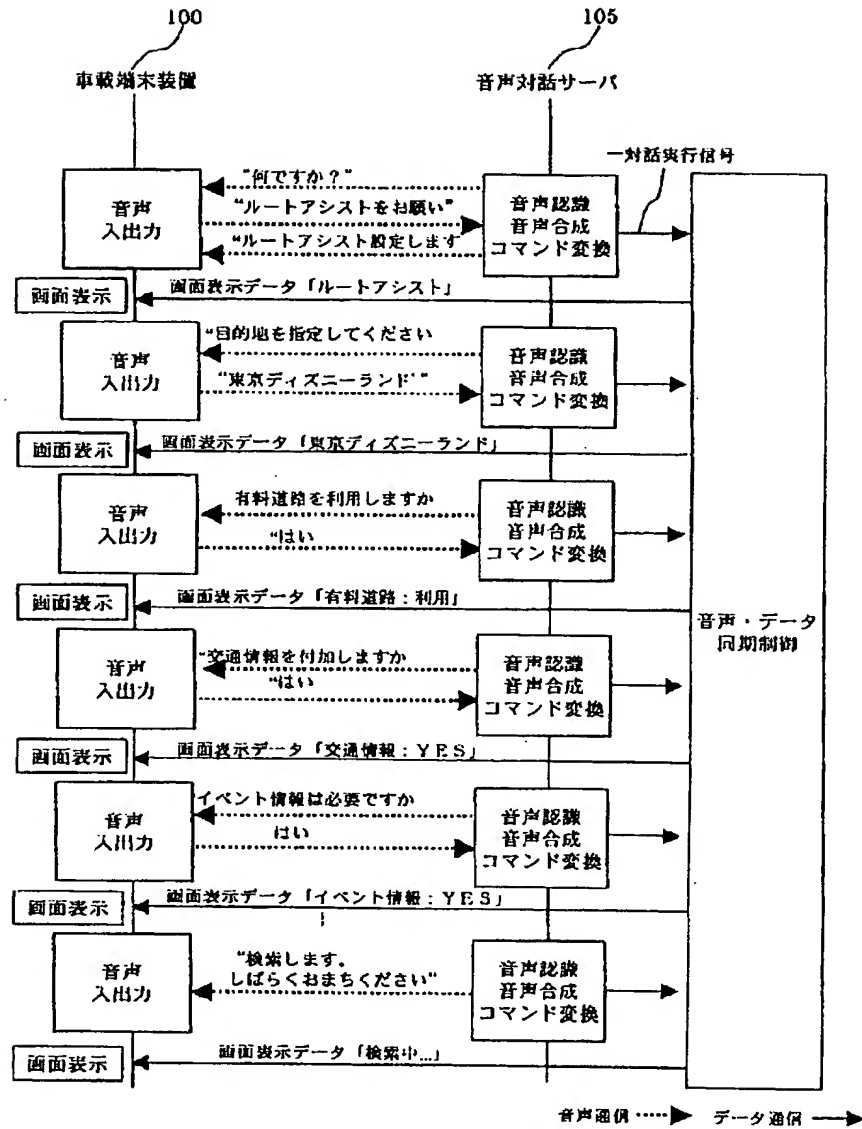 100
105
車載端末装置
音声対話サーバ
一対話実行信号
"何ですか？"
"ルートアシストをお願い"
"ルートアシスト設定します
音声
入出力
音声認識
音声合成
コマンド変換
画面表示
画面表示データ「ルートアシスト」
"目的地を指定してください
"東京ディズニーランド'"
音声
入出力
音声認識
音声合成
コマンド変換
画面表示
画面表示データ「東京ディズニーランド」
有料道路を利用しますか
"はい
音声
入出力
音声認識
音声合成
コマンド変換
画面表示
画面表示データ「有料道路：利用」
音声・データ
同期制御
"交通情報を付加しますか
"はい
音声
入出力
音声認識
音声合成
コマンド変換
画面表示
画面表示データ「交通情報：ＹＥＳ」
イベント情報は必要ですか
はい
音声
入出力
音声認識
音声合成
コマンド変換
画面表示
画面表示データ「イベント情報：ＹＥＳ」
"検索します.
しばらくおまちください"
音声
入出力
音声認識
音声合成
コマンド変換
画面表示
画面表示データ「検索中...」
音声通信
データ通信